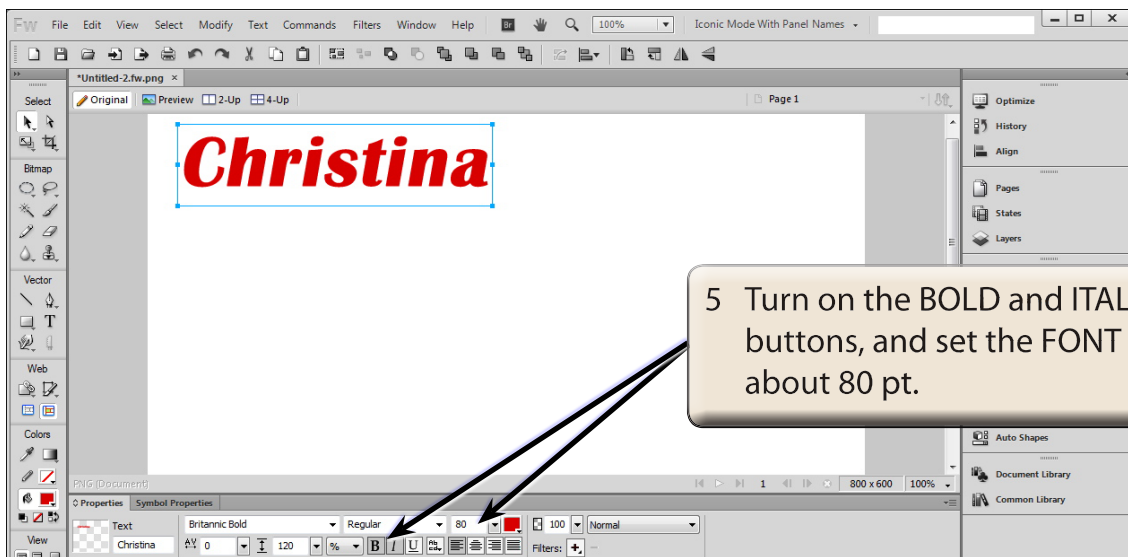 Fw File Edit View Select Modify Text Commands Filters Window Help Br 100% Iconic Mode With Panel Names
*Untitled-2.fw.png ×
Select
Original Preview 2-Up 4-Up Page 1
Optimize
History
Align
Bitmap
Pages
States
Layers
Christina
Vector
T
Web
Colors
5 Turn on the BOLD and ITAL
buttons, and set the FONT
about 80 pt.
Auto Shapes
Document Library
Common Library
PNG (Document) 1 800 x 600 100%
Properties Symbol Properties
Text Britannic Bold Regular 80 100 Normal
Christina AV 0 120 % B I U Filters:
View